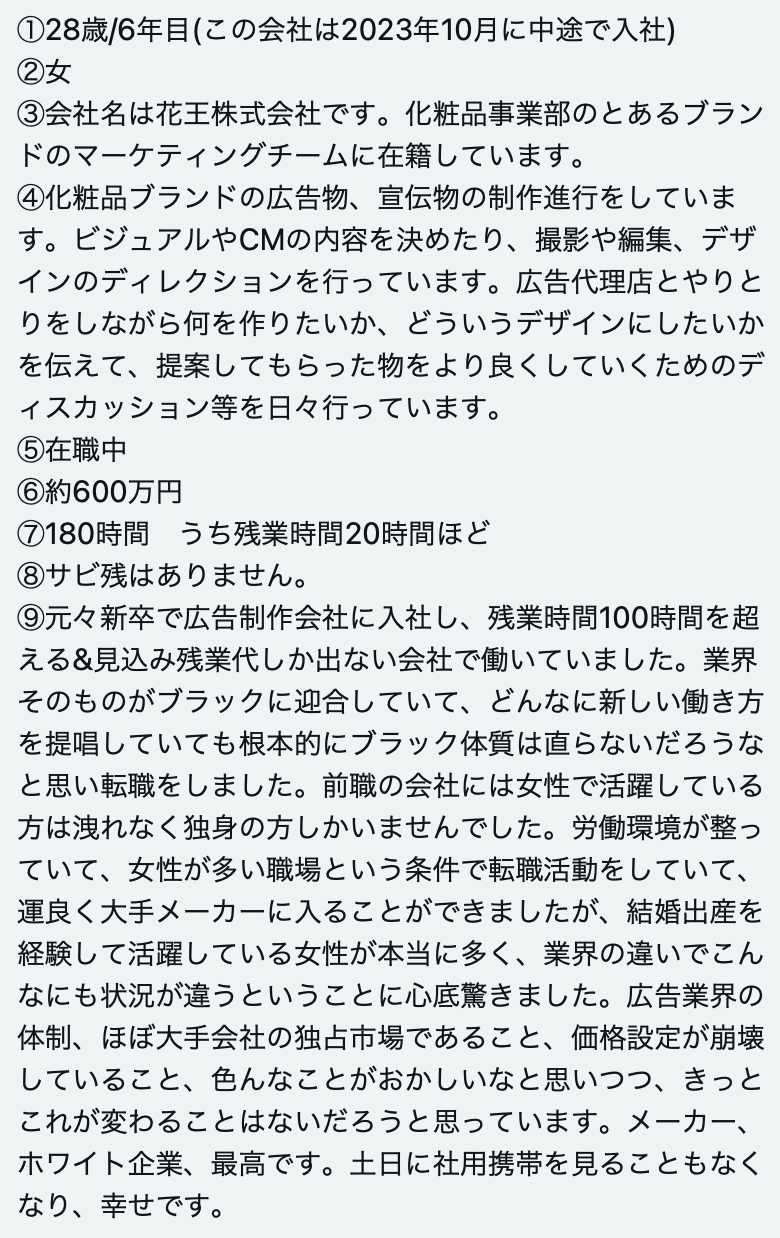 ①28歳/6年目(この会社は2023年10月に中途で入社)
②女
③会社名は花王株式会社です。化粧品事業部のとあるブラン
ドのマーケティングチームに在籍しています。
④化粧品ブランドの広告物、宣伝物の制作進行をしていま
す。ビジュアルやCMの内容を決めたり、撮影や編集、デザ
インのディレクションを行っています。広告代理店とやりと
りをしながら何を作りたいか、どういうデザインにしたいか
を伝えて、提案してもらった物をより良くしていくためのデ
ィスカッション等を日々行っています。
⑤在職中
⑥約600万円
⑦180時間　うち残業時間20時間ほど
⑧サビ残はありません。
⑨元々新卒で広告制作会社に入社し、残業時間100時間を超
える&見込み残業代しか出ない会社で働いていました。業界
そのものがブラックに迎合していて、どんなに新しい働き方
を提唱していても根本的にブラック体質は直らないだろうな
と思い転職をしました。前職の会社には女性で活躍している
方は洩れなく独身の方しかいませんでした。労働環境が整っ
ていて、女性が多い職場という条件で転職活動をしていて、
運良く大手メーカーに入ることができましたが、結婚出産を
経験して活躍している女性が本当に多く、業界の違いでこん
なにも状況が違うということに心底驚きました。広告業界の
体制、ほぼ大手会社の独占市場であること、価格設定が崩壊
していること、色んなことがおかしいなと思いつつ、きっと
これが変わることはないだろうと思っています。メーカー、
ホワイト企業、最高です。土日に社用携帯を見ることもなく
なり、幸せです。